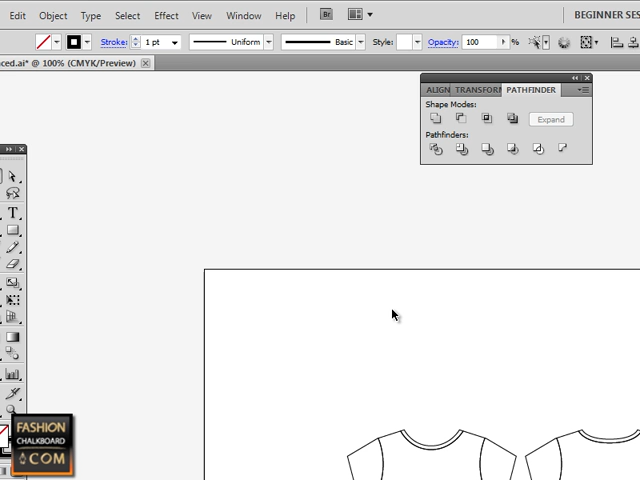 Edit Object Type Select Effect View Window Help Br BEGINNER SES
Stroke: 1 pt Uniform Basic Style: Opacity: 100 %
ced.ai* @ 100% (CMYK/Preview)
ALIGN TRANSFORM PATHFINDER
Shape Modes:
Expand
Pathfinders:
T
FASHION
CHALKBOARD
.COM